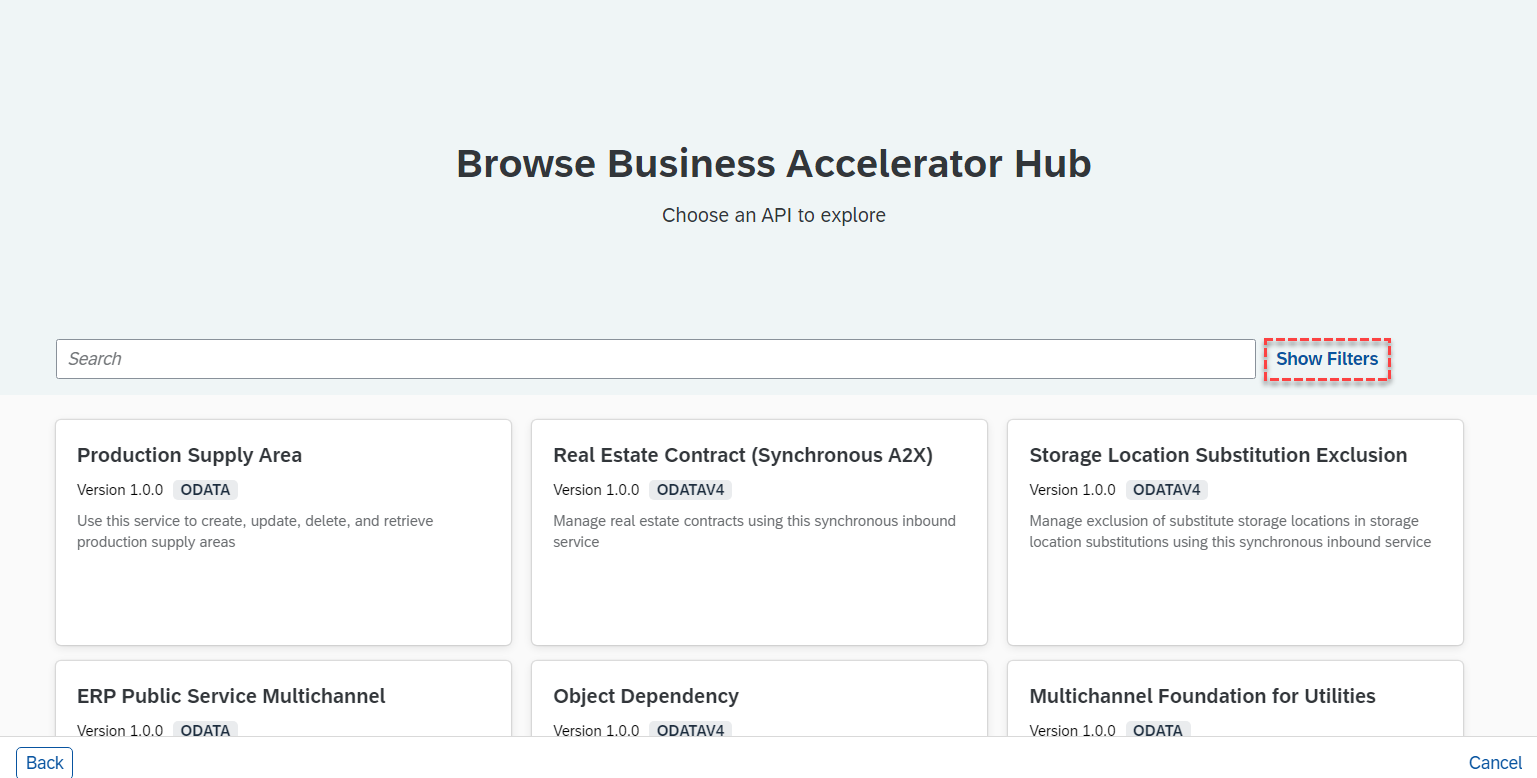 Browse Business Accelerator Hub
Choose an API to explore
Search
Show Filters
Production Supply Area
Version 1.0.0 ODATA
Use this service to create, update, delete, and retrieve
production supply areas
Real Estate Contract (Synchronous A2X)
Version 1.0.0 ODATAV4
Manage real estate contracts using this synchronous inbound
service
Storage Location Substitution Exclusion
Version 1.0.0 ODATAV4
Manage exclusion of substitute storage locations in storage
location substitutions using this synchronous inbound service
ERP Public Service Multichannel
Version 1.0.0 ODATA
Object Dependency
Version 1.0.0 ODATAV4
Multichannel Foundation for Utilities
Version 1.0.0 ODATA
Back
Cancel